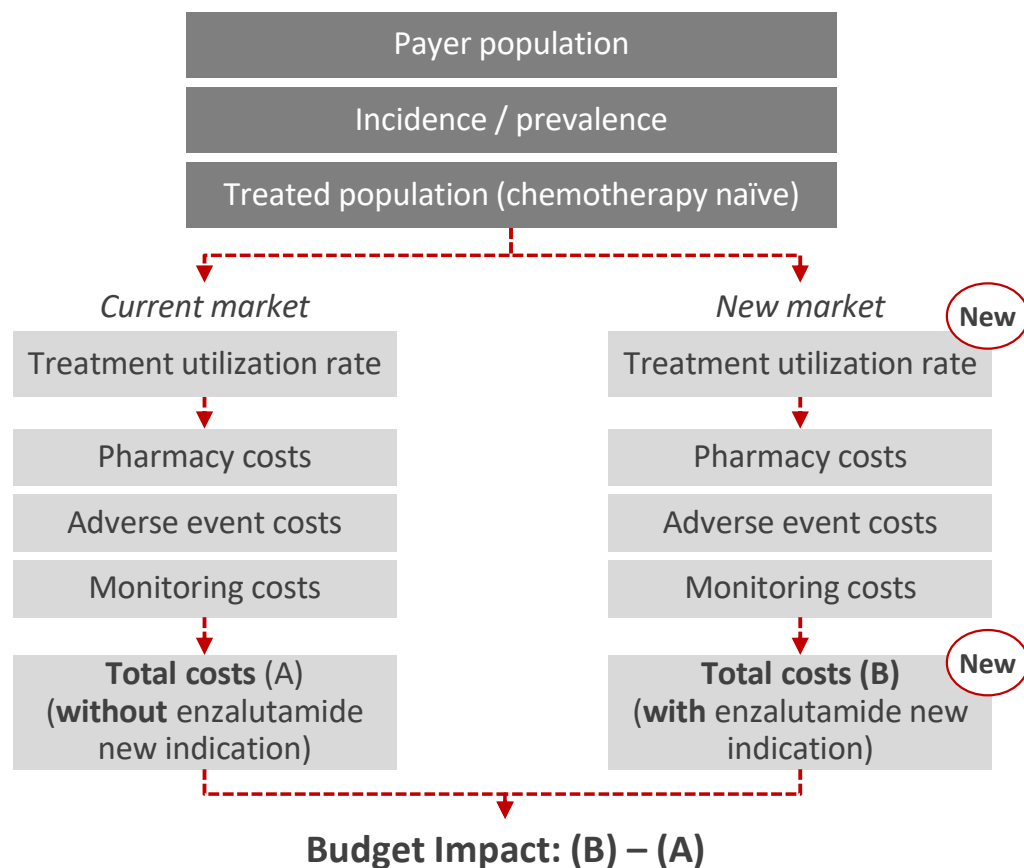 Payer population
Incidence / prevalence
Treated population (chemotherapy naïve)
Current market
New market
New
Treatment utilization rate
Treatment utilization rate
Pharmacy costs
Pharmacy costs
Adverse event costs
Adverse event costs
Monitoring costs
Monitoring costs
New
Total costs (A)
(without enzalutamide
new indication)
Total costs (B)
(with enzalutamide new
indication)
Budget Impact: (B) – (A)